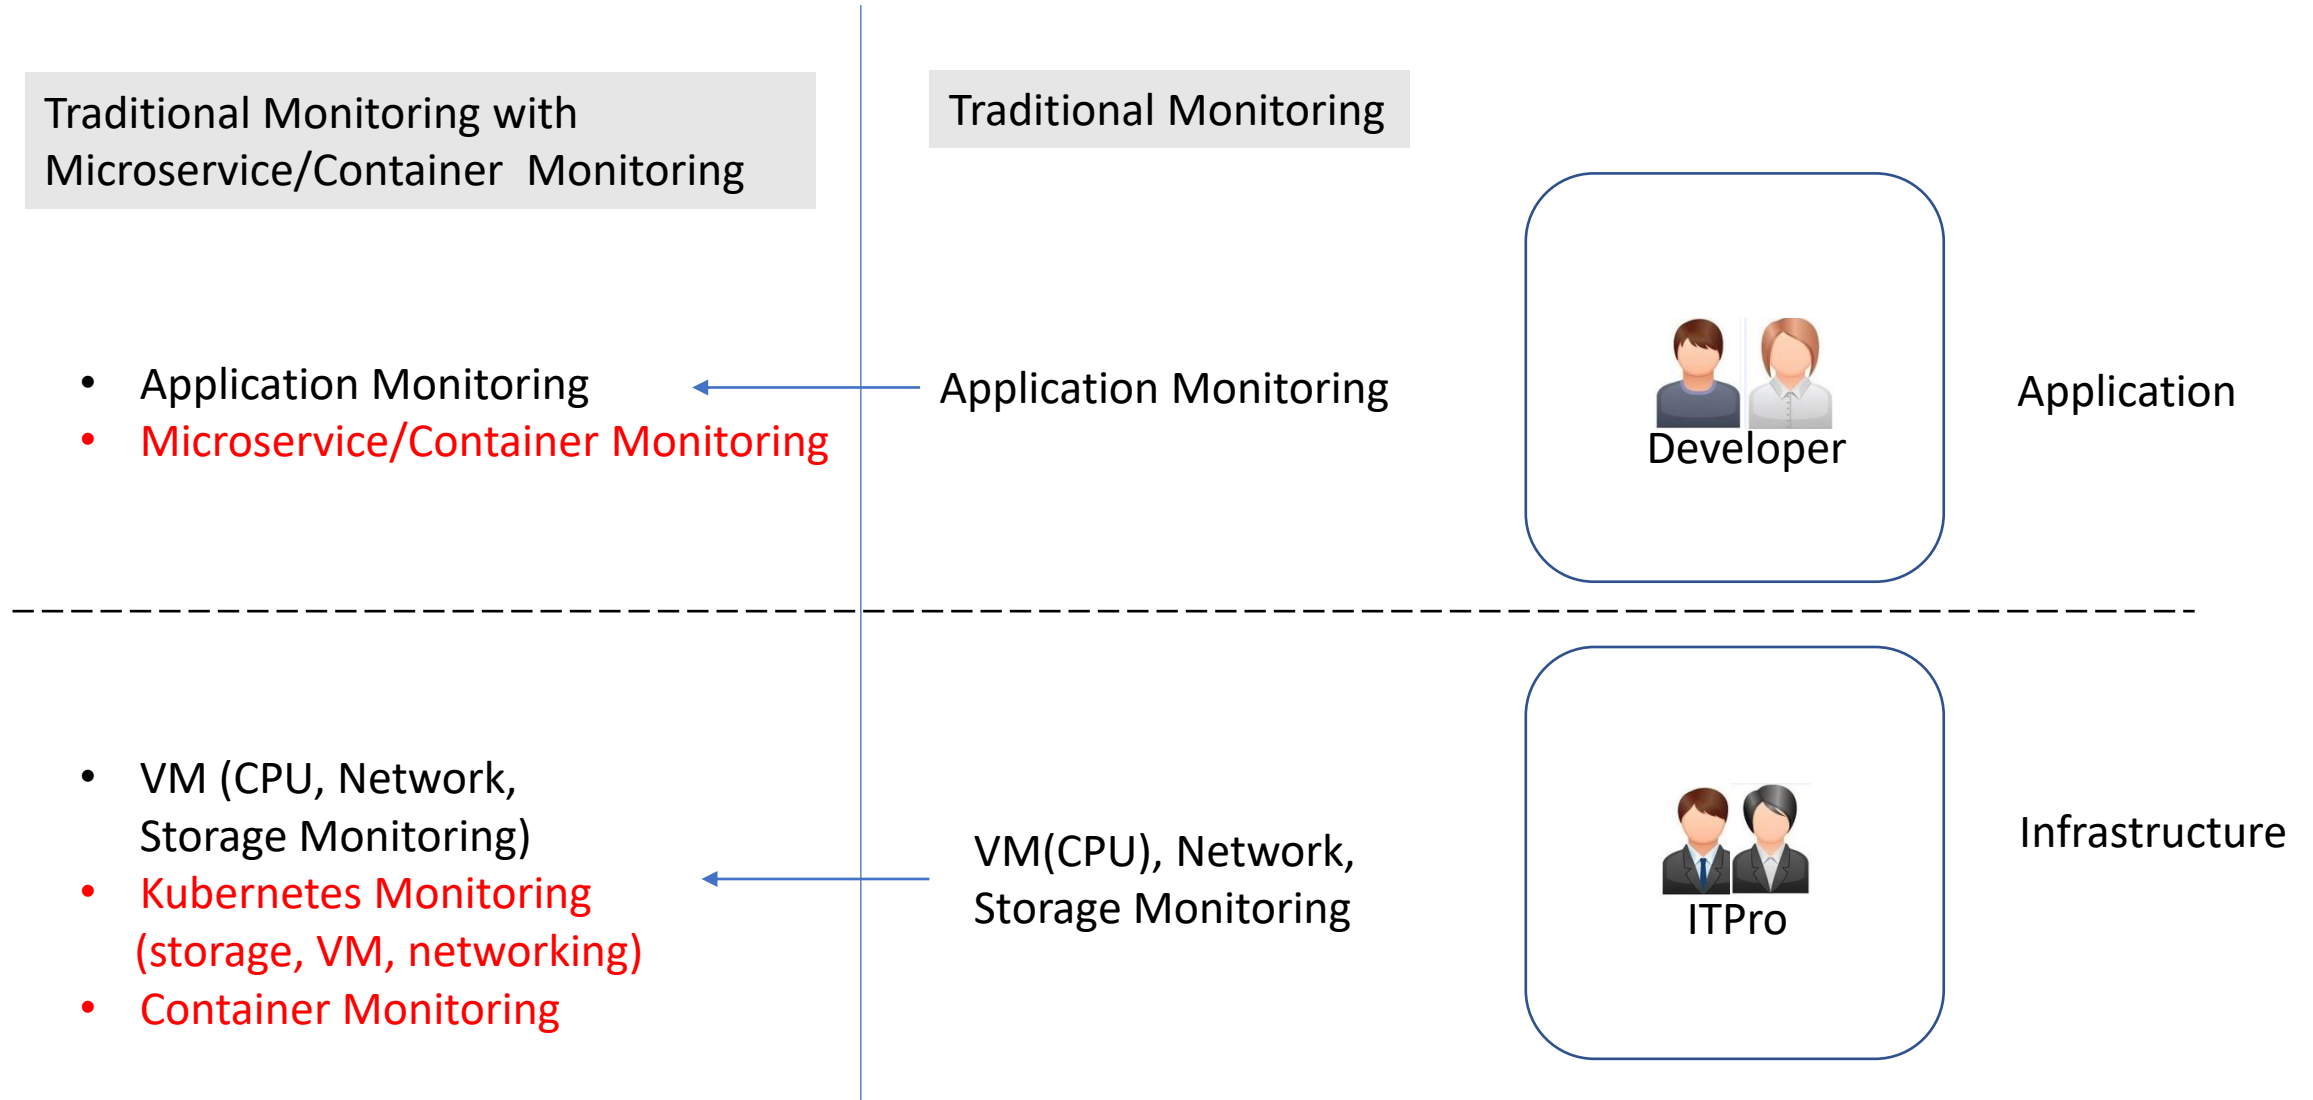 Traditional Monitoring with
Microservice/Container  Monitoring
Traditional Monitoring
• Application Monitoring
• Microservice/Container Monitoring
Application Monitoring
Developer
Application
• VM (CPU, Network,
Storage Monitoring)
• Kubernetes Monitoring
(storage, VM, networking)
• Container Monitoring
VM(CPU), Network,
Storage Monitoring
ITPro
Infrastructure